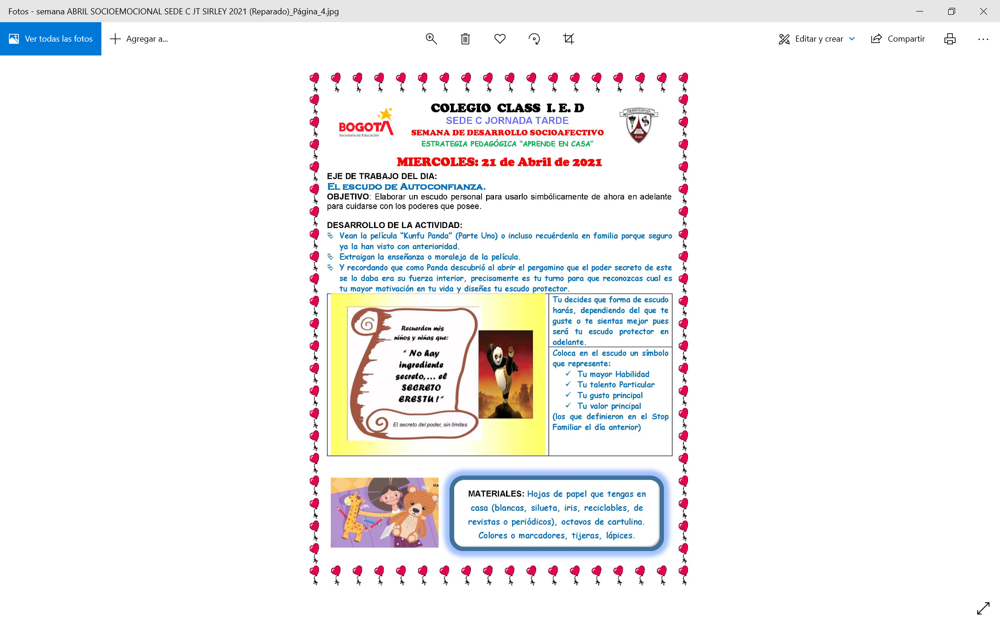 Fotos - semana ABRIL SOCIOEMOCIONAL SEDE C JT SIRLEY 2021 (Reparado)_Página_4.jpg
Ver todas las fotos
Agregar a...
Editar y crear
Compartir
COLEGIO CLASS I. E. D
SEDE C JORNADA TARDE
SEMANA DE DESARROLLO SOCIOAFECTIVO
ESTRATEGIA PEDAGÓGICA “APRENDE EN CASA”
BOGOTA
Secretaria de Educación
COLEGIO CLASS I.E.D
MIERCOLES: 21 de Abril de 2021
EJE DE TRABAJO DEL DIA:
EL ESCUDO DE AUTOCONFIANZA.
OBJETIVO: Elaborar un escudo personal para usarlo simbólicamente de ahora en adelante
para cuidarse con los poderes que posee.
DESARROLLO DE LA ACTIVIDAD:
Vean la película “Kunfu Panda” (Parte Uno) o incluso recuérdenla en familia porque seguro
ya la han visto con anterioridad.
Extraigan la enseñanza o moraleja de la película.
Y recordando que como Panda descubrió al abrir el pergamino que el poder secreto de este
se lo daba era su fuerza interior, precisamente es tu turno para que reconozcas cual es
tu mayor motivación en tu vida y diseñes tu escudo protector.
Recuerden mis
niños y niñas que:
“ No hay
ingrediente
secreto,... el
SECRETO
ERESTU !“
El secreto del poder, sin límites
Tu decides que forma de escudo
harás, dependiendo del que te
guste o te sientas mejor pues
será tu escudo protector en
adelante.
Coloca en el escudo un símbolo
que represente:
✓ Tu mayor Habilidad
✓ Tu talento Particular
✓ Tu gusto principal
✓ Tu valor principal
(los que definieron en el Stop
Familiar el día anterior)
tie
MATERIALES: Hojas de papel que tengas en
casa (blancas, silueta, iris, reciclables, de
revistas o periódicos), octavos de cartulina.
Colores o marcadores, tijeras, lápices.